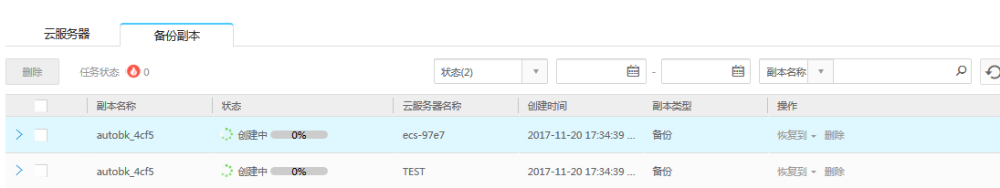 云服务器 备份副本
删除 任务状态 0 状态(2) - 副本名称
副本名称 状态 云服务器名称 创建时间 副本类型 操作
autobk_4cf5 创建中 0% ecs-97e7 2017-11-20 17:34:39 ... 备份 恢复到 删除
autobk_4cf5 创建中 0% TEST 2017-11-20 17:34:39 ... 备份 恢复到 删除